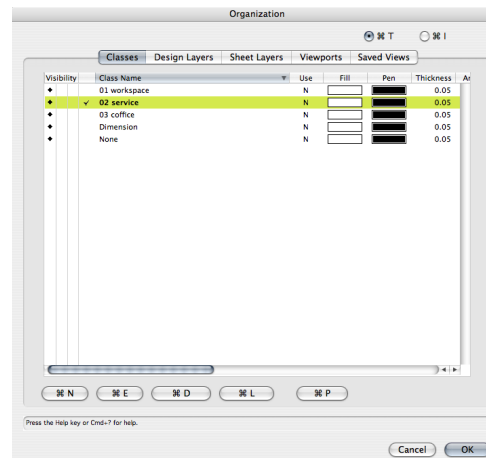 Organization
⌘ T ⌘ I
Classes Design Layers Sheet Layers Viewports Saved Views
Visibility Class Name Use Fill Pen Thickness
01 workspace N 0.05
✓ 02 service N 0.05
03 coffice N 0.05
Dimension N 0.05
None N 0.05
⌘ N ⌘ E ⌘ D ⌘ L ⌘ P
Press the Help key or Cmd+? for help.
Cancel OK